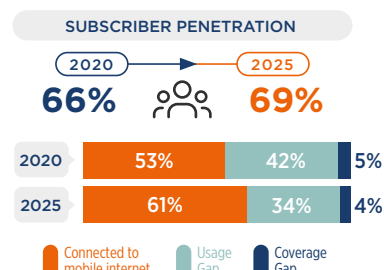 SUBSCRIBER PENETRATION
2020 2025
66% 69%
2020 53% 42% 5%
2025 61% 34% 4%
Connected to Usage Coverage
mobile internet Gap Gap